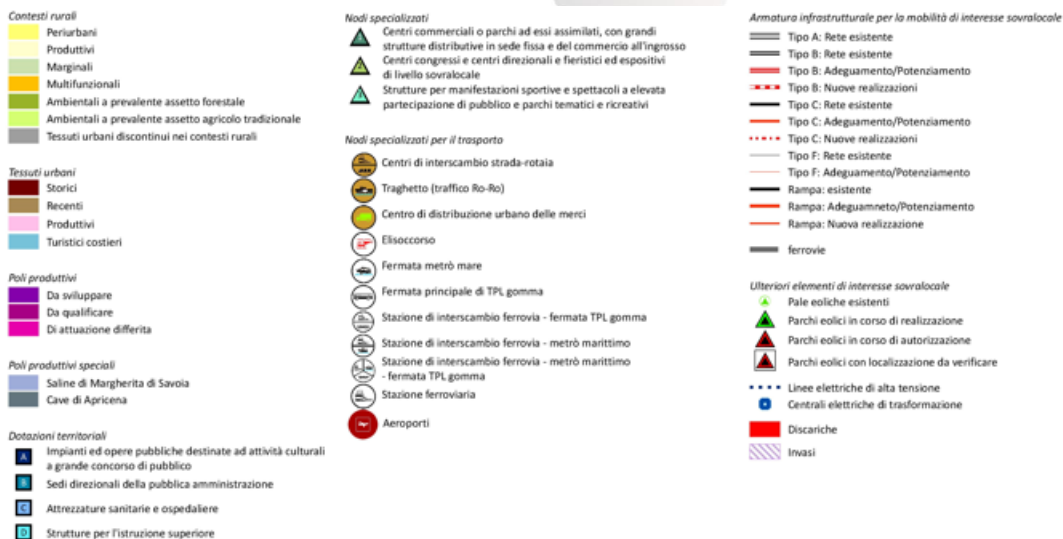 Contesti rurali
Periurbani
Produttivi
Marginali
Multifunzionali
Ambientali a prevalente assetto forestale
Ambientali a prevalente assetto agricolo tradizionale
Tessuti urbani discontinui nei contesti rurali
Tessuti urbani
Storici
Recenti
Produttivi
Turistici costieri
Poli produttivi
Da sviluppare
Da qualificare
Di attuazione differita
Poli produttivi speciali
Saline di Margherita di Savoia
Cave di Apricena
Dotazioni territoriali
A Impianti ed opere pubbliche destinate ad attività culturali
a grande concorso di pubblico
B Sedi direzionali della pubblica amministrazione
C Attrezzature sanitarie e ospedaliere
D Strutture per l'istruzione superiore
Nodi specializzati
1 Centri commerciali o parchi ad essi assimilati, con grandi
strutture distributive in sede fissa e del commercio all'ingrosso
2 Centri congressi e centri direzionali e fieristici ed espositivi
di livello sovralocale
Strutture per manifestazioni sportive e spettacoli a elevata
partecipazione di pubblico e parchi tematici e ricreativi
Nodi specializzati per il trasporto
Centri di interscambio strada-rotaia
Traghetto (traffico Ro-Ro)
Centro di distribuzione urbano delle merci
Elisoccorso
Fermata metrò mare
Fermata principale di TPL gomma
Stazione di interscambio ferrovia - fermata TPL gomma
Stazione di interscambio ferrovia - metrò marittimo
Stazione di interscambio ferrovia - metrò marittimo
- fermata TPL gomma
Stazione ferroviaria
Aeroporti
Armatura infrastrutturale per la mobilità di interesse sovralocale
Tipo A: Rete esistente
Tipo B: Rete esistente
Tipo B: Adeguamento/Potenziamento
Tipo B: Nuove realizzazioni
Tipo C: Rete esistente
Tipo C: Adeguamento/Potenziamento
Tipo C: Nuove realizzazioni
Tipo F: Rete esistente
Tipo F: Adeguamento/Potenziamento
Rampa: esistente
Rampa: Adeguamneto/Potenziamento
Rampa: Nuova realizzazione
ferrovie
Ulteriori elementi di interesse sovralocale
Pale eoliche esistenti
Parchi eolici in corso di realizzazione
Parchi eolici in corso di autorizzazione
Parchi eolici con localizzazione da verificare
Linee elettriche di alta tensione
Centrali elettriche di trasformazione
Discariche
Invasi